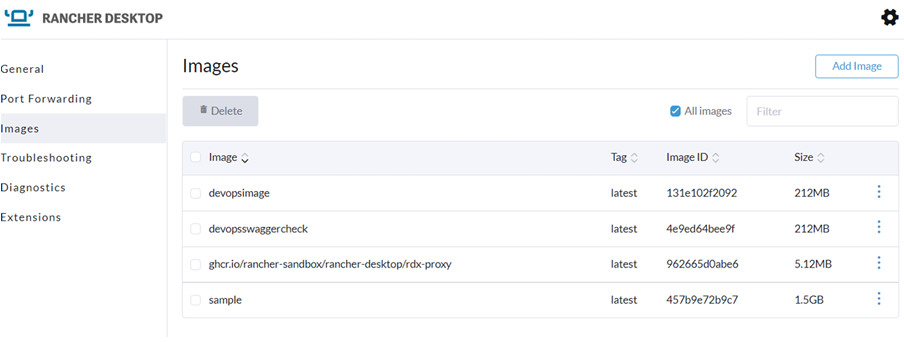 RANCHER DESKTOP
General
Port Forwarding
Images
Troubleshooting
Diagnostics
Extensions
Images
Add Image
Delete
All images
Filter
Image Tag Image ID Size
devopsimage latest 131e102f2092 212MB
devopsswaggercheck latest 4e9ed64bee9f 212MB
ghcr.io/rancher-sandbox/rancher-desktop/rdx-proxy latest 962665d0abe6 5.12MB
sample latest 457b9e72b9c7 1.5GB